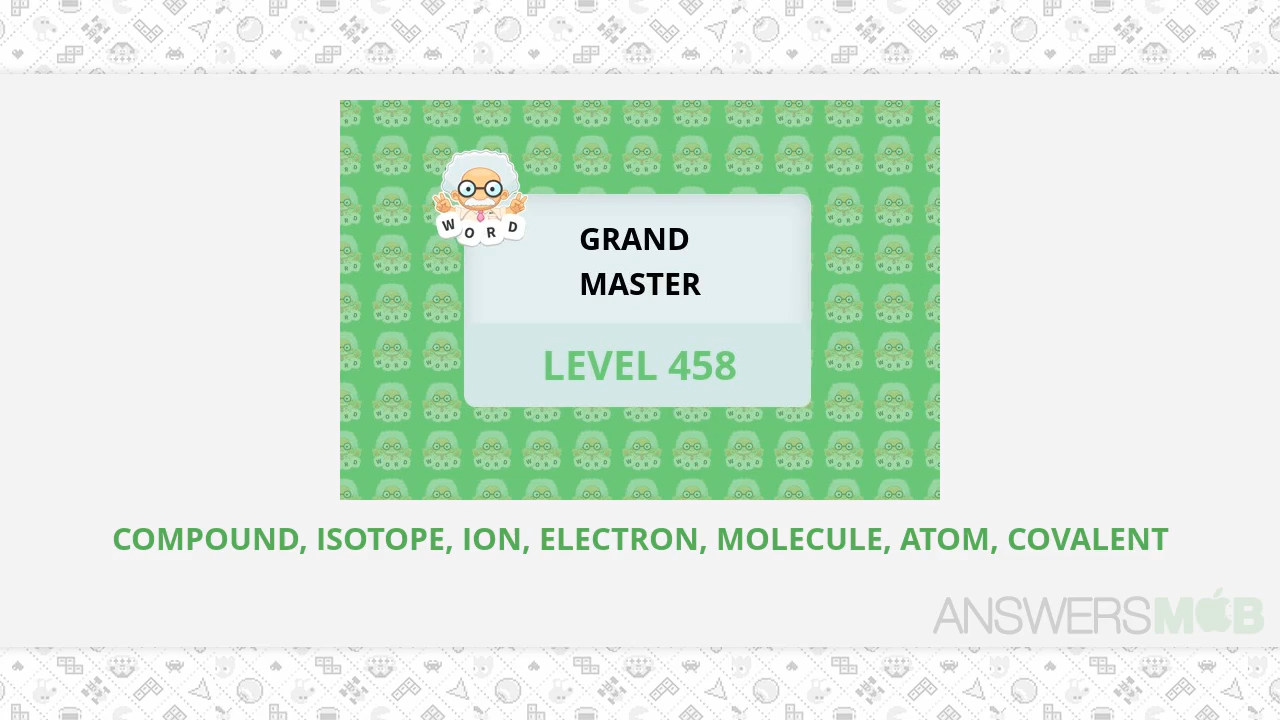 WORD
GRAND
MASTER
LEVEL 458
COMPOUND, ISOTOPE, ION, ELECTRON, MOLECULE, ATOM, COVALENT
ANSWERSMOB